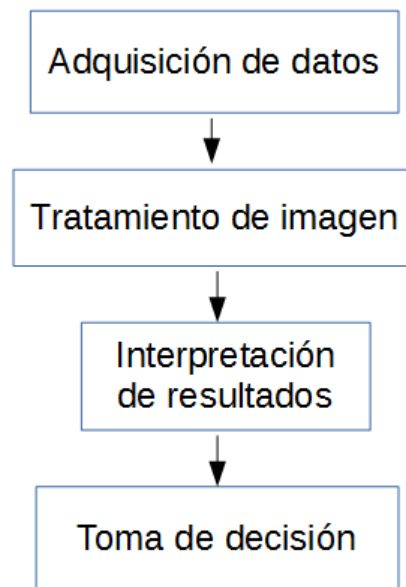 Adquisición de datos
Tratamiento de imagen
Interpretación
de resultados
Toma de decisión